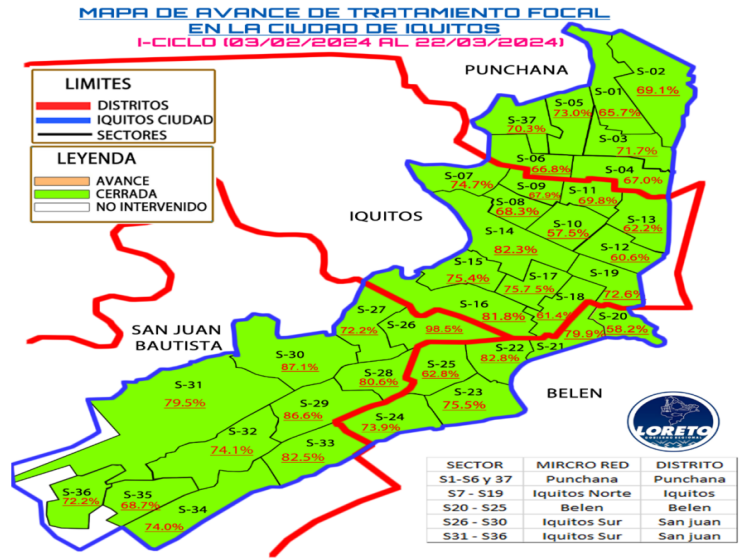 MAPA DE AVANCE DE TRATAMIENTO FOCAL
EN LA CIUDAD DE IQUITOS
I-CICLO (03/02/2024 AL 22/03/2024)
LIMITES
DISTRITOS
IQUITOS CIUDAD
SECTORES
LEYENDA
AVANCE
CERRADA
NO INTERVENIDO
PUNCHANA
IQUITOS
SAN JUAN
BAUTISTA
BELEN
S-02
69.1%
S-01
65.7%
S-05
73.0%
S-37
70.3%
S-03
71.7%
S-06
66.8%
S-04
67.0%
S-07
74.7%
S-09
67.9%
S-11
69.8%
S-08
68.3%
S-10
57.5%
S-13
62.2%
S-14
82.3%
S-12
60.6%
S-15
75.4%
S-17
75.7 5%
S-19
72.6%
S-18
61.4%
S-16
81.8%
S-20
58.2%
S-21
79.9%
S-27
72.2%
S-26
98.5%
S-22
82.8%
S-30
87.1%
S-25
62.8%
S-28
80.6%
S-31
79.5%
S-23
75.5%
S-29
86.6%
S-24
73.9%
S-32
74.1%
S-33
82.5%
S-36
72.2%
S-35
68.7%
S-34
74.0%
LORETO
GOBIERNO REGIONAL
SECTOR MIRCRO RED DISTRITO
S1-S6 y 37 Punchana Punchana
S7 - S19 Iquitos Norte Iquitos
S20 - S25 Belen Belen
S26 - S30 Iquitos Sur San juan
S31 - S36 Iquitos Sur San juan